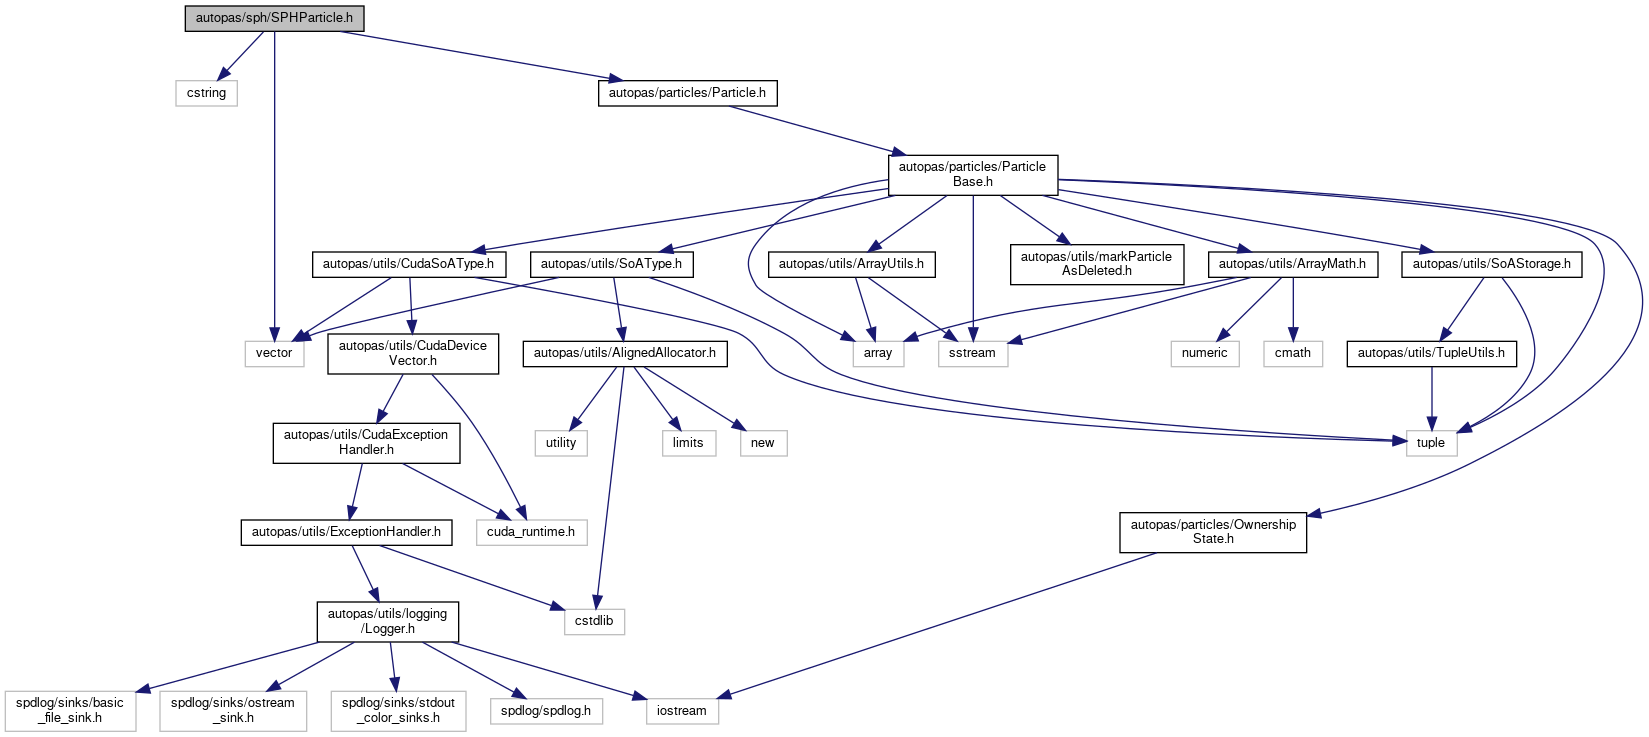 autopas/sph/SPHParticle.h
cstring
autopas/particles/Particle.h
autopas/particles/Particle
Base.h
autopas/utils/CudaSoAType.h
autopas/utils/SoAType.h
autopas/utils/ArrayUtils.h
autopas/utils/markParticle
AsDeleted.h
autopas/utils/ArrayMath.h
autopas/utils/SoAStorage.h
vector
autopas/utils/CudaDevice
Vector.h
autopas/utils/AlignedAllocator.h
array
sstream
numeric
cmath
autopas/utils/TupleUtils.h
autopas/utils/CudaException
Handler.h
utility
limits
new
tuple
autopas/utils/ExceptionHandler.h
cuda_runtime.h
autopas/particles/Ownership
State.h
autopas/utils/logging
/Logger.h
cstdlib
spdlog/sinks/basic
_file_sink.h
spdlog/sinks/ostream
_sink.h
spdlog/sinks/stdout
_color_sinks.h
spdlog/spdlog.h
iostream